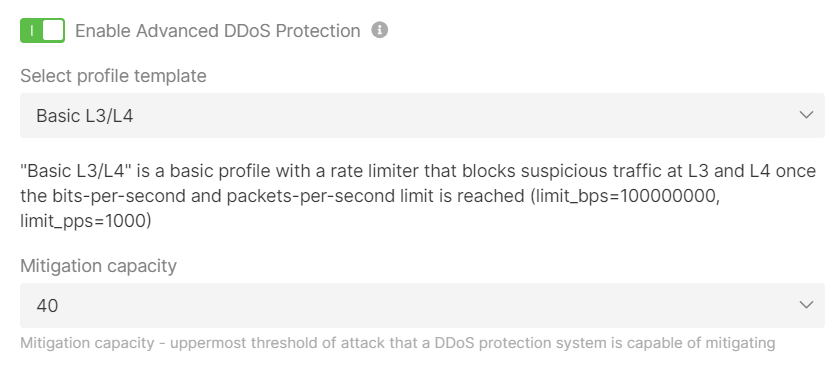 Enable Advanced DDoS Protection
Select profile template
Basic L3/L4
"Basic L3/L4" is a basic profile with a rate limiter that blocks suspicious traffic at L3 and L4 once
the bits-per-second and packets-per-second limit is reached (limit_bps=100000000,
limit_pps=1000)
Mitigation capacity
40
Mitigation capacity - uppermost threshold of attack that a DDoS protection system is capable of mitigating